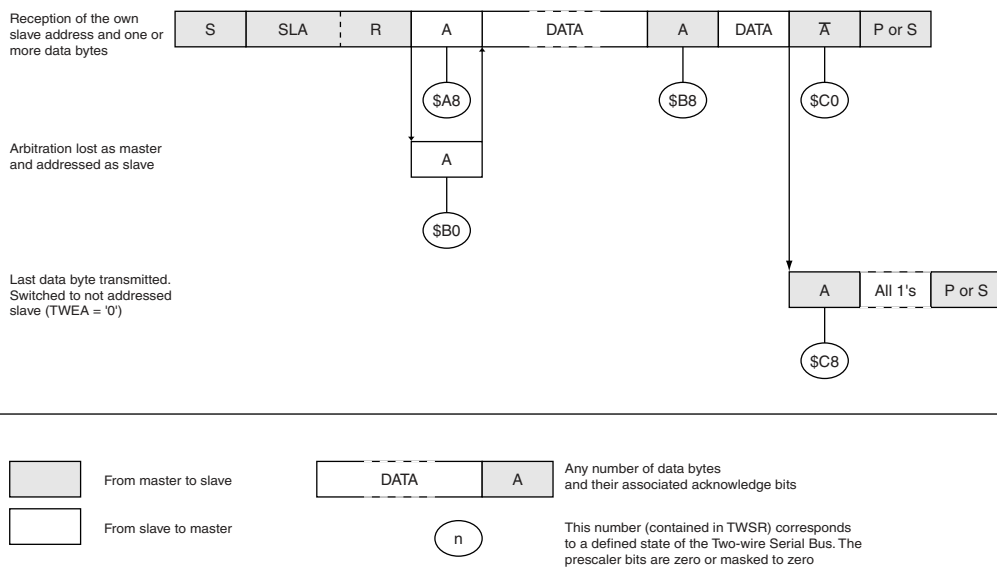 Reception of the own
slave address and one or
more data bytes
S SLA R A DATA A DATA A̅ P or S
$A8 $B8 $C0
Arbitration lost as master
and addressed as slave
A
$B0
Last data byte transmitted.
Switched to not addressed
slave (TWEA = '0')
A All 1's P or S
$C8
From master to slave
From slave to master
DATA A
Any number of data bytes
and their associated acknowledge bits
n
This number (contained in TWSR) corresponds
to a defined state of the Two-wire Serial Bus. The
prescaler bits are zero or masked to zero